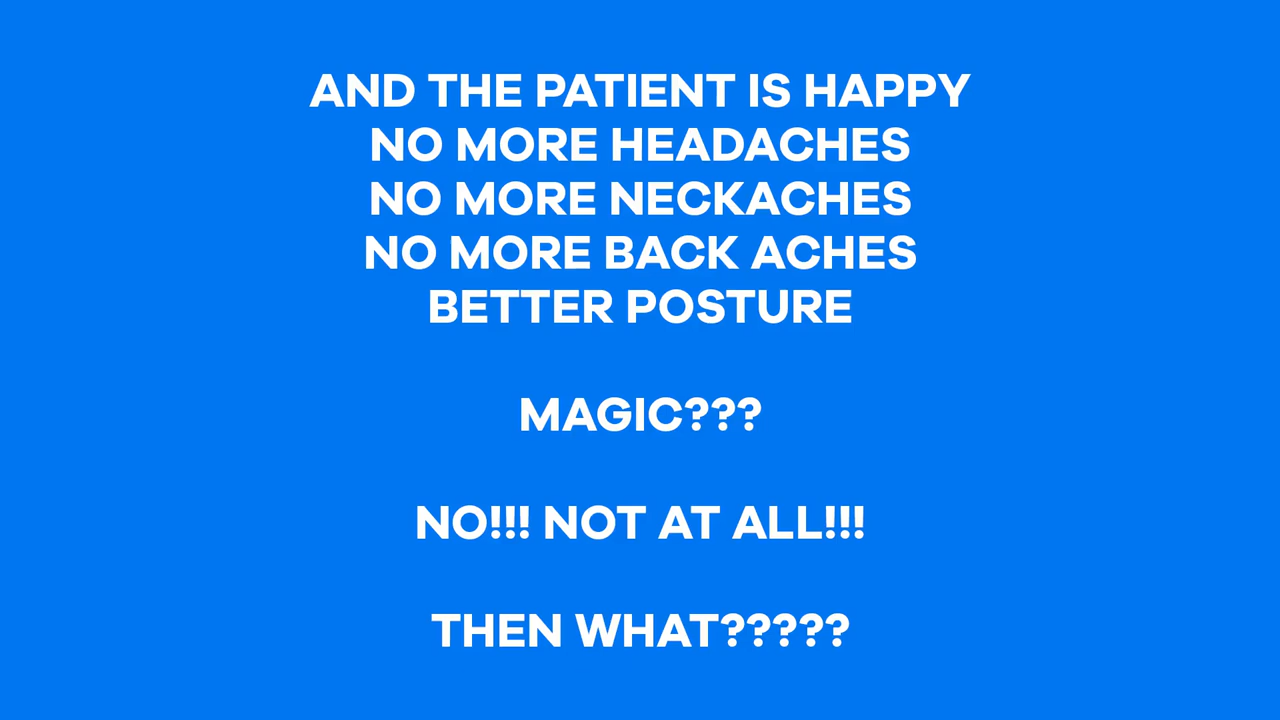 AND THE PATIENT IS HAPPY
NO MORE HEADACHES
NO MORE NECKACHES
NO MORE BACK ACHES
BETTER POSTURE
MAGIC???
NO!!! NOT AT ALL!!!
THEN WHAT?????